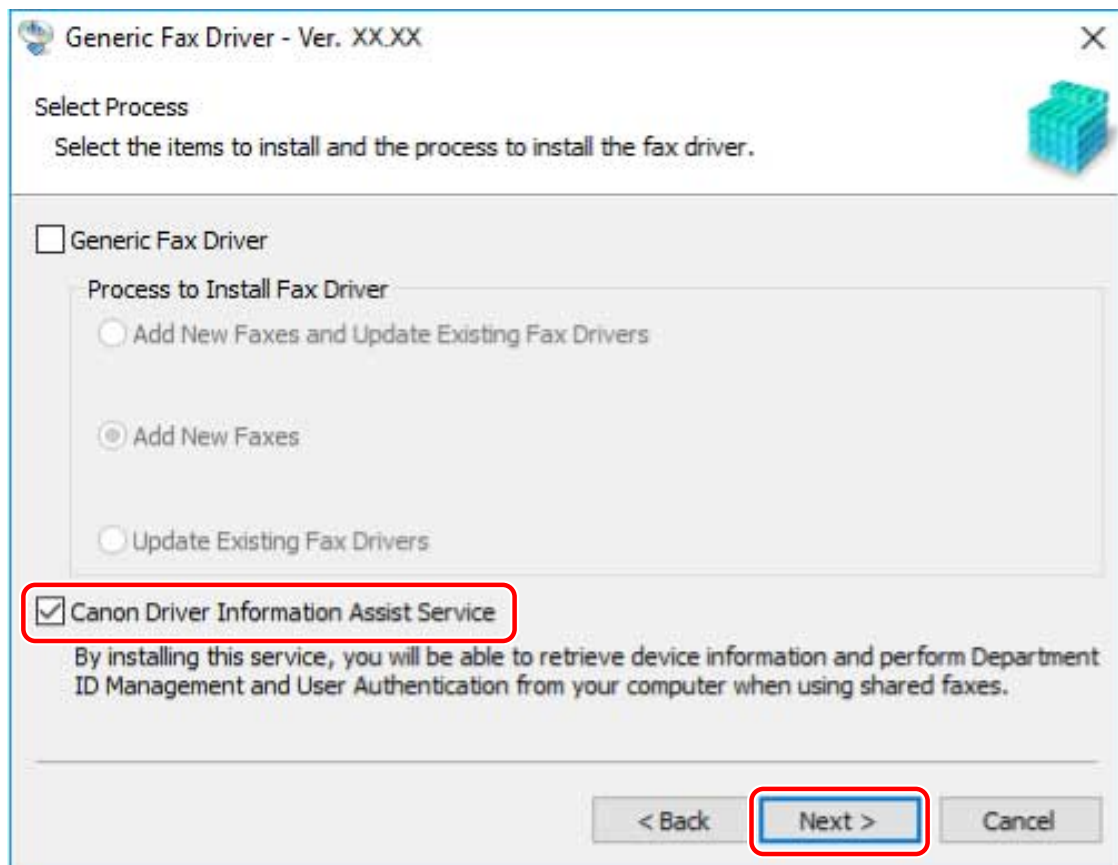 Generic Fax Driver - Ver. XX.XX
Select Process
Select the items to install and the process to install the fax driver.
Generic Fax Driver
Process to Install Fax Driver
Add New Faxes and Update Existing Fax Drivers
Add New Faxes
Update Existing Fax Drivers
Canon Driver Information Assist Service
By installing this service, you will be able to retrieve device information and perform Department
ID Management and User Authentication from your computer when using shared faxes.
< Back
Next >
Cancel